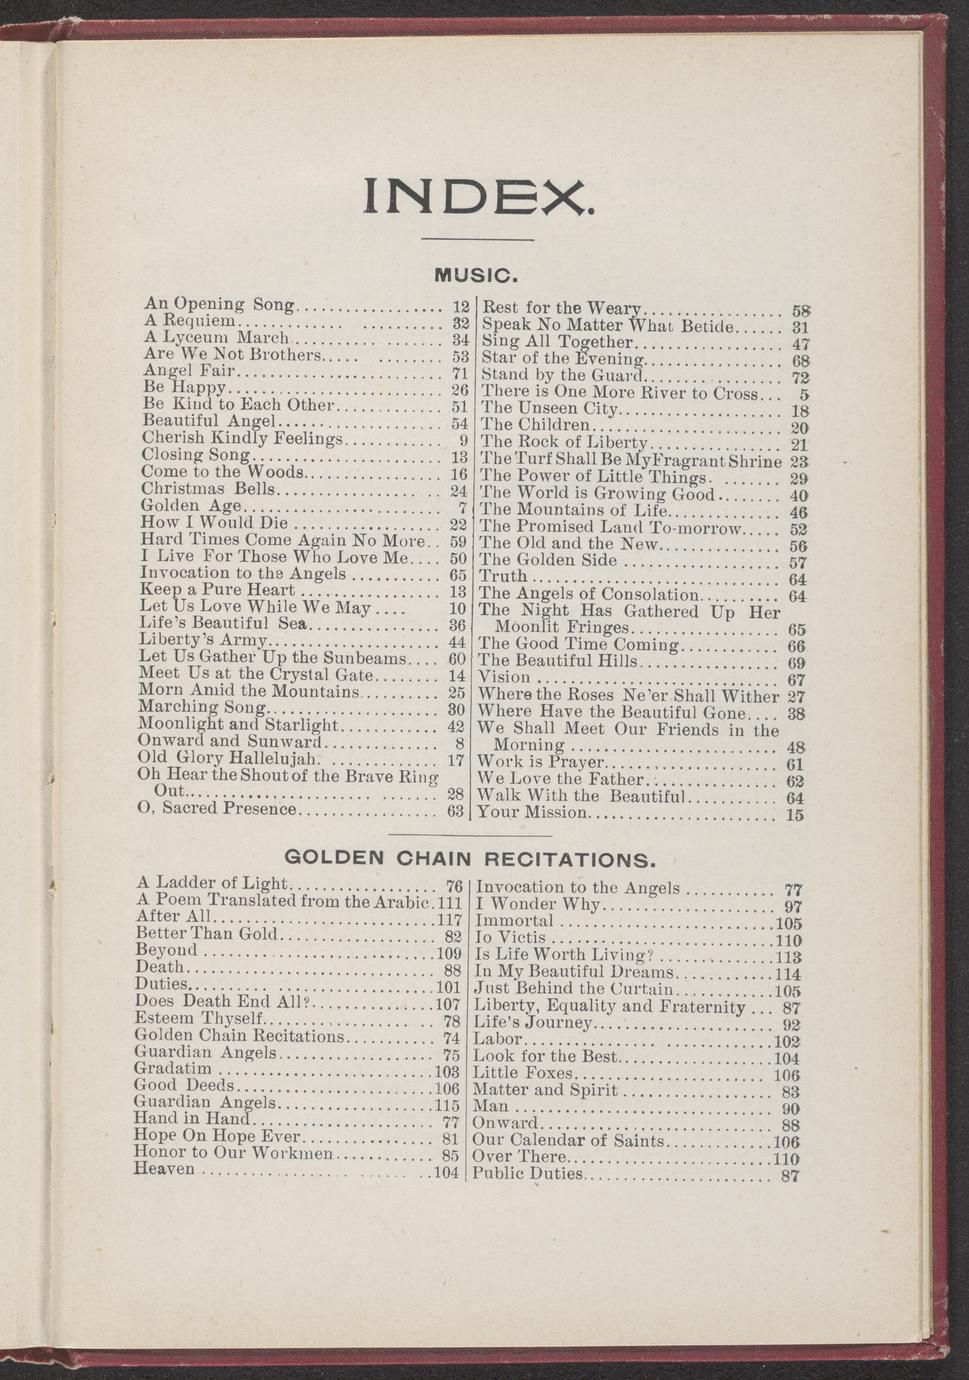 INDEX.
MUSIC.
An Opening Song.................. 12
A Requiem............. .......... 32
A Lyceum March................... 34
Are We Not Brothers..... ........ 53
Angel Fair......................... 71
Be Happy.......................... 26
Be Kind to Each Other............. 51
Beautiful Angel.................... 54
Cherish Kindly Feelings............ 9
Closing Song....................... 13
Come to the Woods................ 16
Christmas Bells.................... 24
Golden Age........................ 7
How I Would Die .................. 22
Hard Times Come Again No More.. 59
I Live For Those Who Love Me.... 50
Invocation to the Angels ........... 65
Keep a Pure Heart ................. 13
Let Us Love While We May .... 10
Life's Beautiful Sea................ 36
Liberty's Army..................... 44
Let Us Gather Up the Sunbeams.... 60
Meet Us at the Crystal Gate........ 14
Morn Amid the Mountains.......... 25
Marching Song..................... 30
Moonlight and Starlight............ 42
Onward and Sunward.............. 8
Old Glory Hallelujah. ............. 17
Oh Hear the Shout of the Brave Ring
Out....................... ....... 28
O, Sacred Presence................. 63
Rest for the Weary................. 58
Speak No Matter What Betide...... 31
Sing All Together.................. 47
Star of the Evening................. 68
Stand by the Guard................. 72
There is One More River to Cross... 5
The Unseen City.................... 18
The Children....................... 20
The Rock of Liberty................ 21
The Turf Shall Be My Fragrant Shrine 23
The Power of Little Things. ....... 29
The World is Growing Good........ 40
The Mountains of Life.............. 46
The Promised Land To-morrow..... 52
The Old and the New............... 56
The Golden Side ................... 57
Truth .............................. 64
The Angels of Consolation.......... 64
The Night Has Gathered Up Her
Moonlit Fringes.................. 65
The Good Time Coming............ 66
The Beautiful Hills................. 69
Vision ............................. 67
Where the Roses Ne'er Shall Wither 27
Where Have the Beautiful Gone.... 38
We Shall Meet Our Friends in the
Morning ......................... 48
Work is Prayer..................... 61
We Love the Father................ 62
Walk With the Beautiful........... 64
Your Mission....................... 15
GOLDEN CHAIN RECITATIONS.
A Ladder of Light.................. 76
A Poem Translated from the Arabic.111
After All...........................117
Better Than Gold................... 82
Beyond ............................109
Death.............................. 88
Duties.......... ...................101
Does Death End All?...............107
Esteem Thyself..................... 78
Golden Chain Recitations........... 74
Guardian Angels................... 75
Gradatim ..........................103
Good Deeds........................106
Guardian Angels...................115
Hand in Hand...................... 77
Hope On Hope Ever................ 81
Honor to Our Workmen............ 85
Heaven ...................... . ..104
Invocation to the Angels ........... 77
I Wonder Why..................... 97
Immortal ..........................105
Io Victis ...........................110
Is Life Worth Living? ..............113
In My Beautiful Dreams............114
Just Behind the Curtain............105
Liberty, Equality and Fraternity ... 87
Life's Journey...................... 92
Labor................ .............102
Look for the Best..................104
Little Foxes....................... 106
Matter and Spirit .................. 83
Man ............................... 90
Onward............................ 88
Our Calendar of Saints.............106
Over There.........................110
Public Duties....................... 87